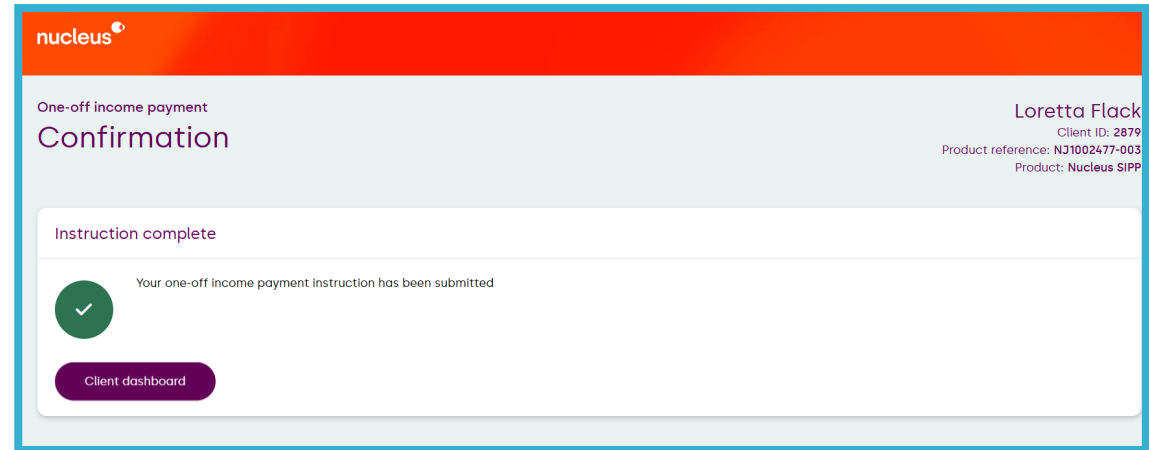 nucleus
One-off income payment
Confirmation
Loretta Flack
Client ID: 2879
Product reference: NJ1002477-003
Product: Nucleus SIPP
Instruction complete
Your one-off income payment instruction has been submitted
Client dashboard